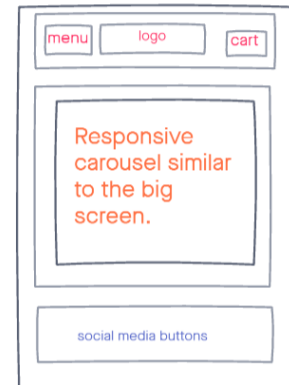 menu
logo
cart
Responsive
carousel similar
to the big
screen.
social media buttons